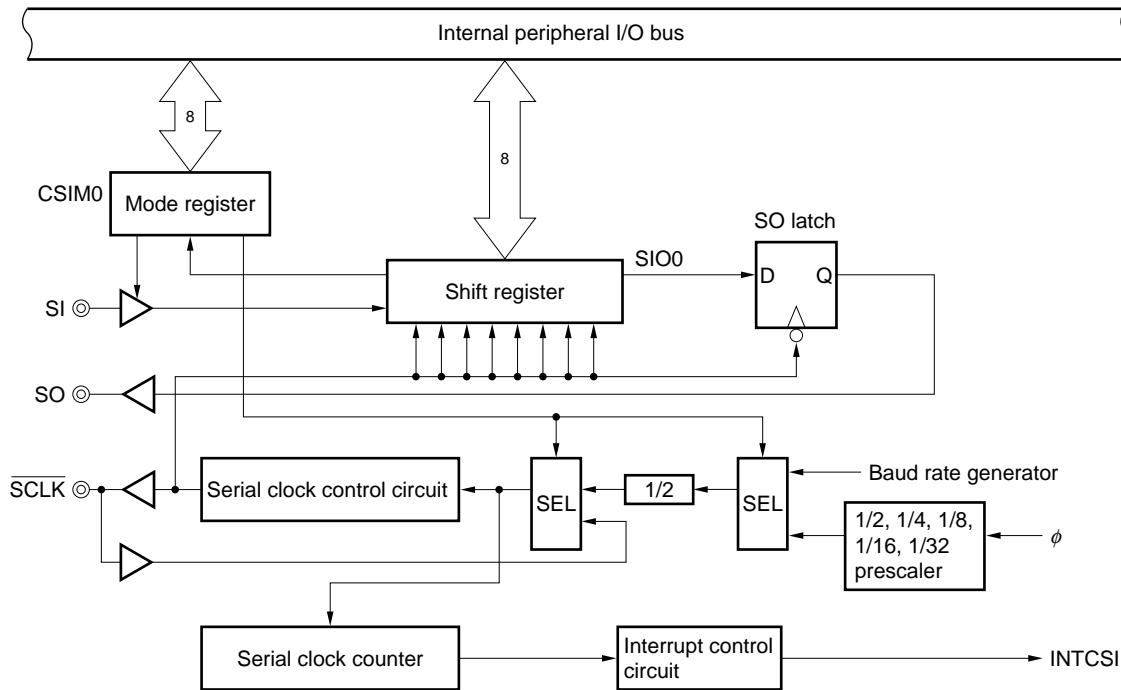 Internal peripheral I/O bus
8
8
CSIM0
Mode register
SO latch
SIO0
D
Q
Shift register
SI
SO
SCLK
Serial clock control circuit
SEL
1/2
SEL
Baud rate generator
1/2, 1/4, 1/8,
1/16, 1/32
prescaler
ϕ
Serial clock counter
Interrupt control
circuit
INTCSI